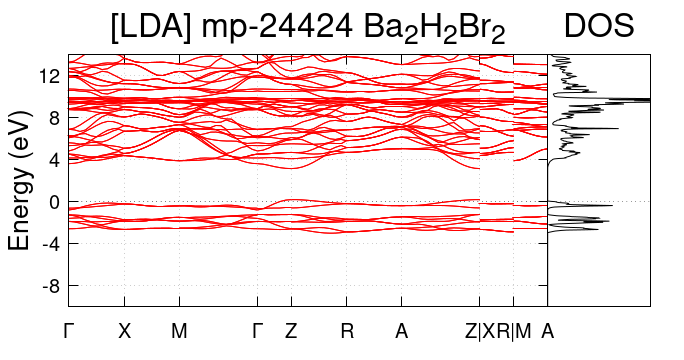 [LDA] mp-24424 Ba₂H₂Br₂ DOS
Energy (eV)
12
8
4
0
-4
-8
Γ X M Γ Z R A Z|XR|M A